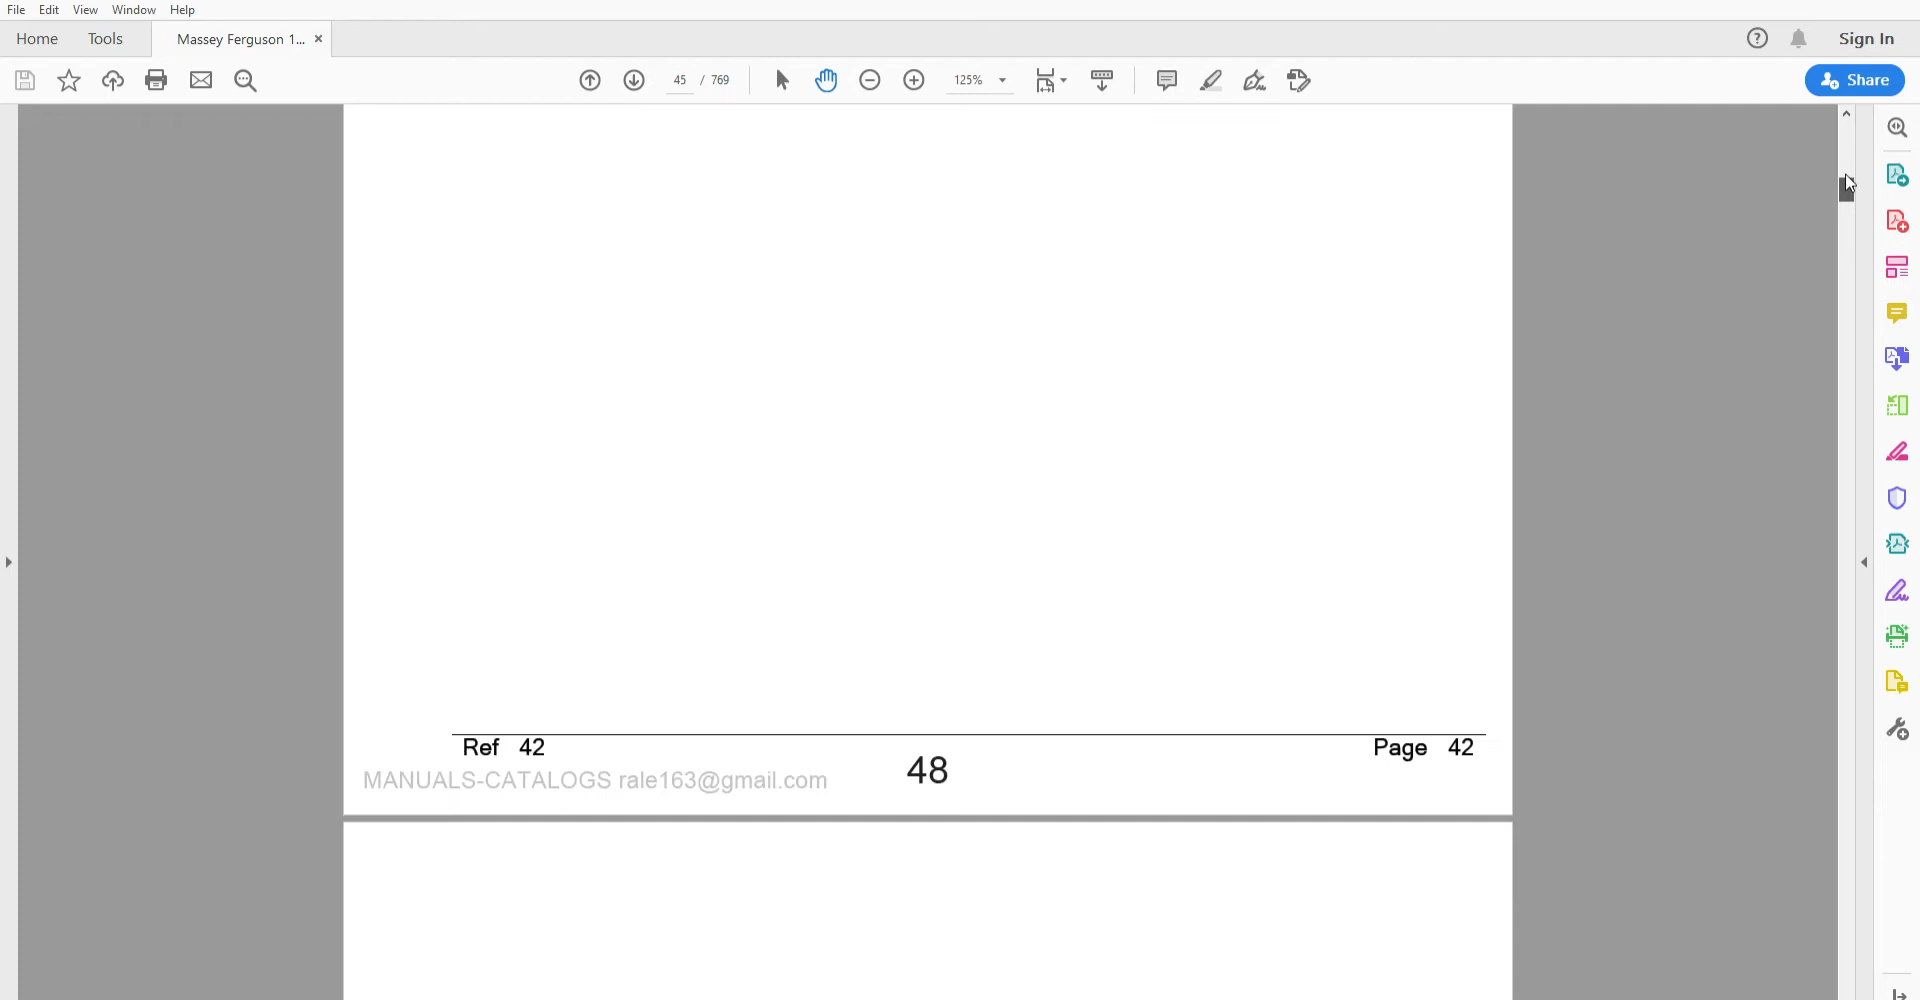 File Edit View Window Help
Home Tools Massey Ferguson 1... × Sign In
45 / 769 125% Share
Ref 42 Page 42
48
MANUALS-CATALOGS rale163@gmail.com